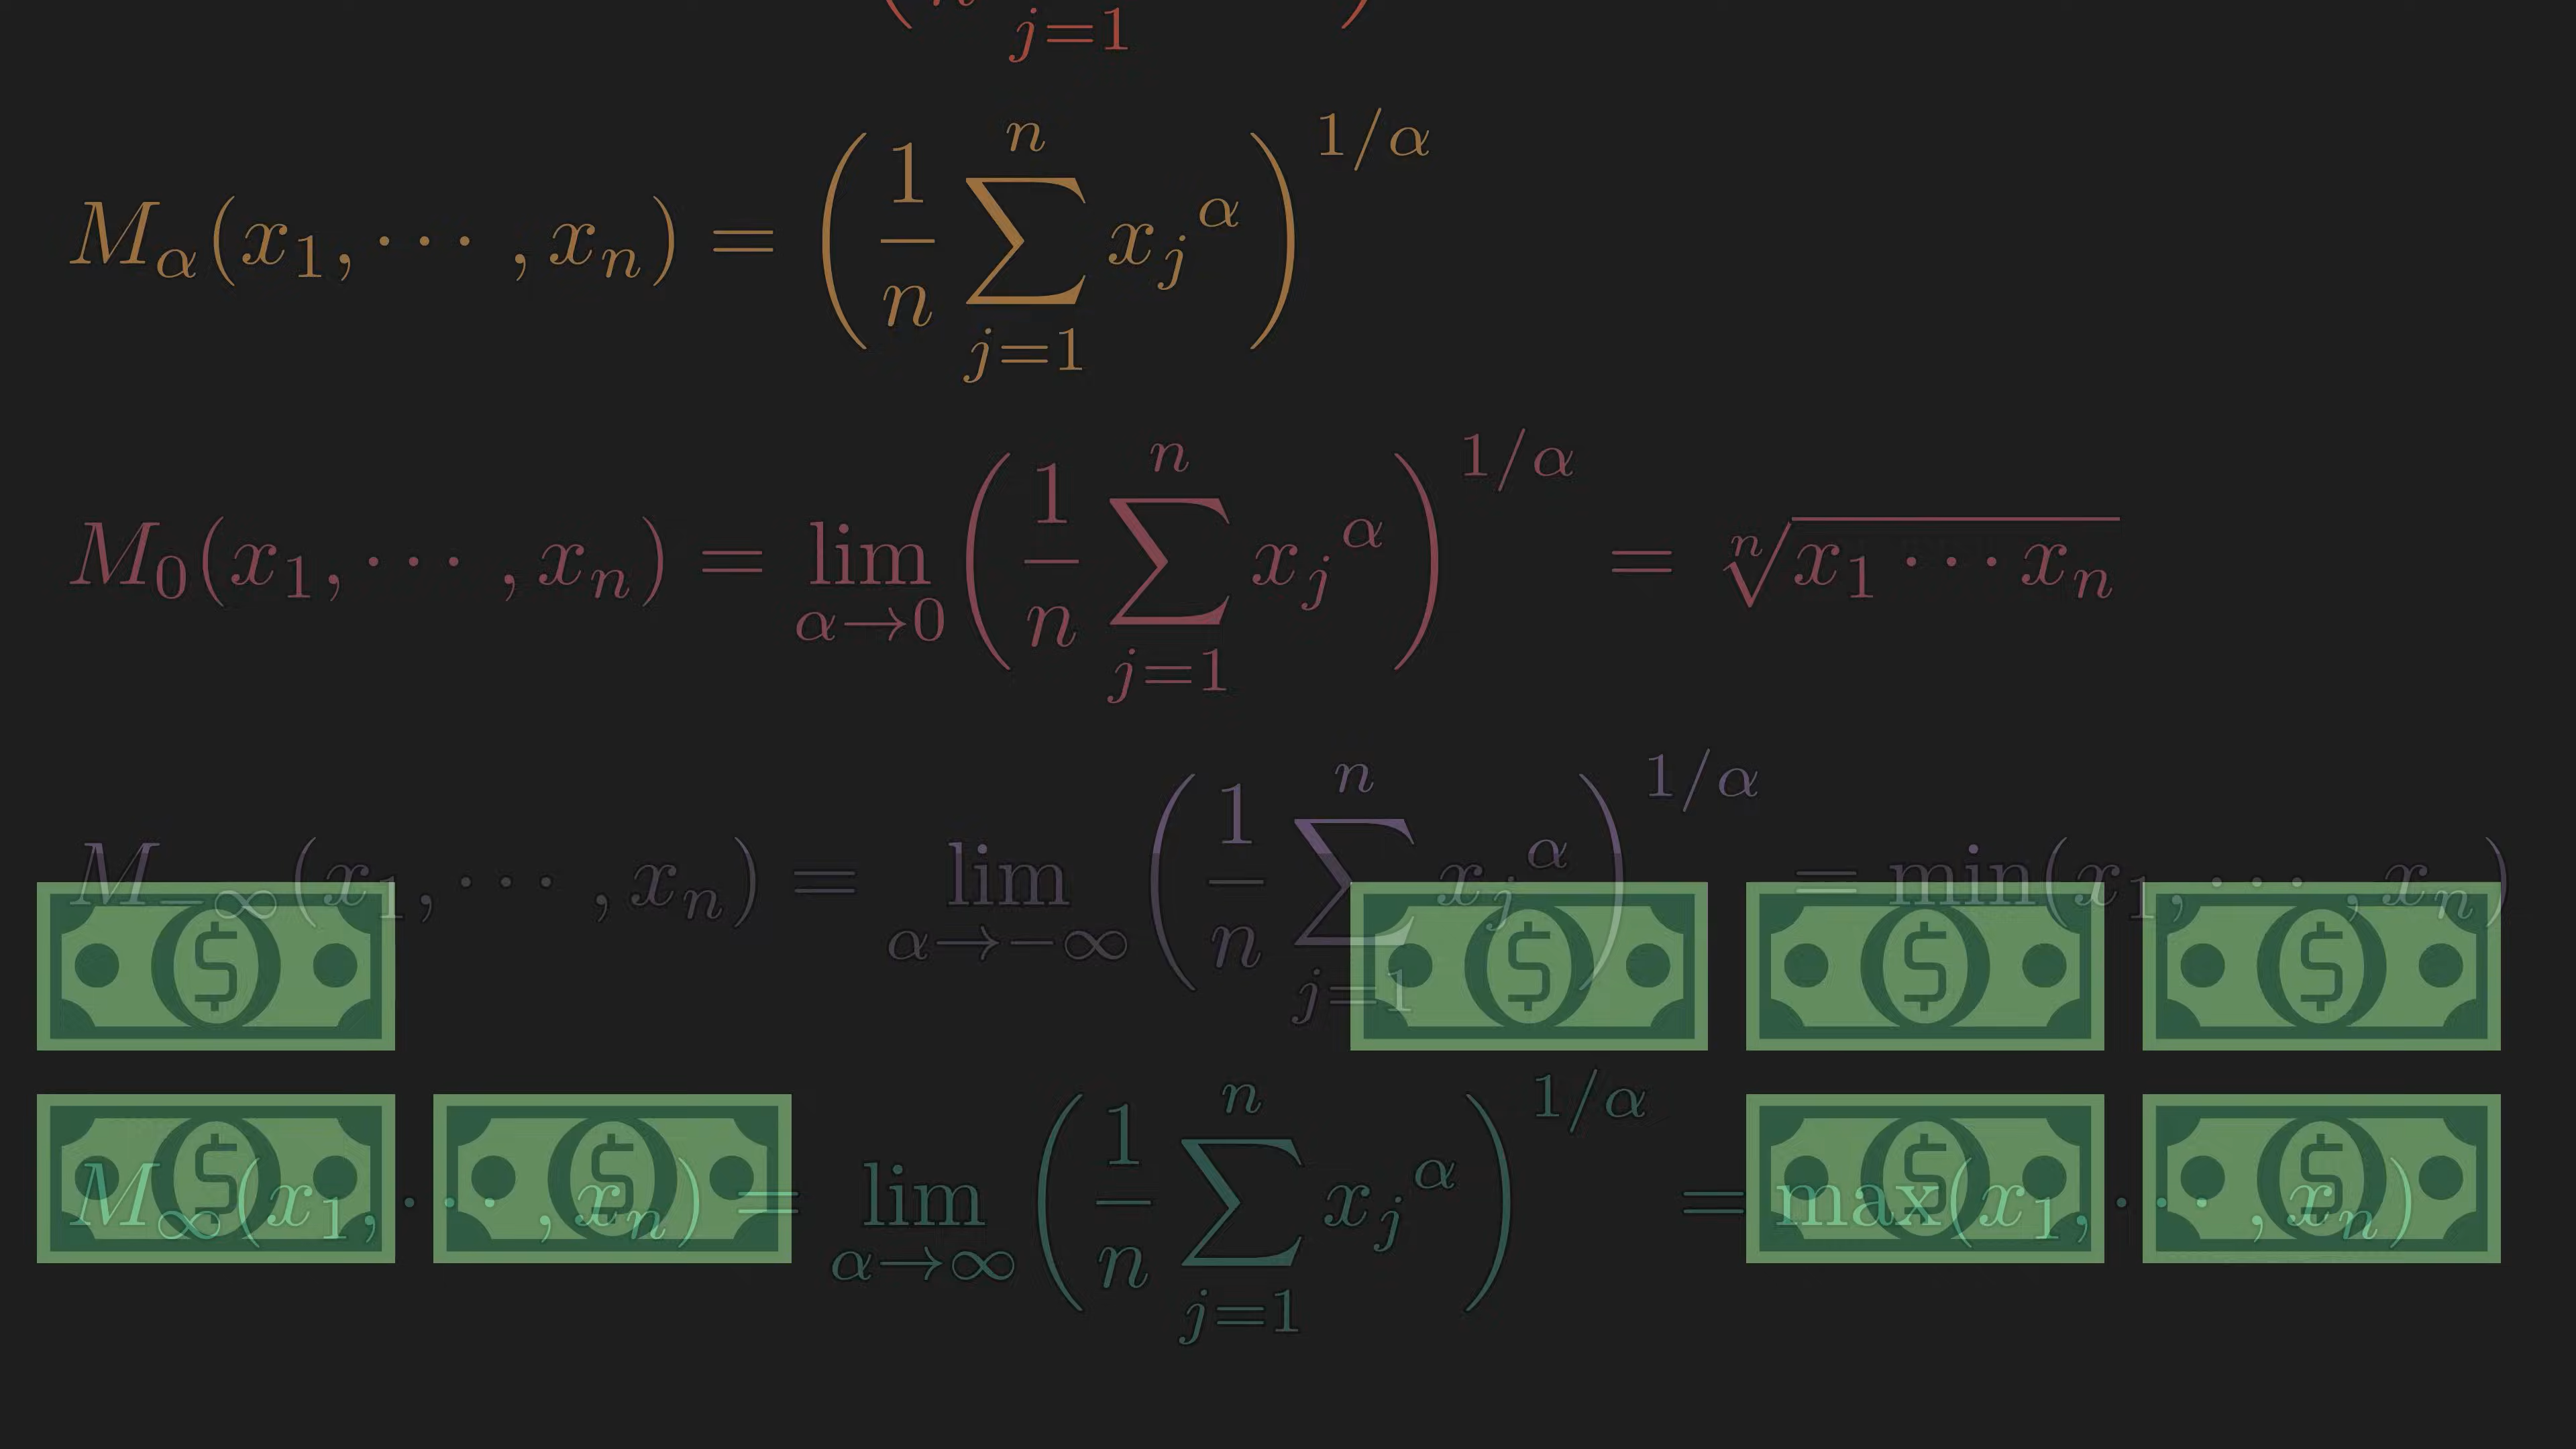 j=1
M_α(x_1, ⋯ , x_n) = (1/n ∑_{j=1}^{n} x_j^α)^{1/α}
M_0(x_1, ⋯ , x_n) = lim_{α→0} (1/n ∑_{j=1}^{n} x_j^α)^{1/α} = ⁿ√(x_1 ⋯ x_n)
M_{−∞}(x_1, ⋯ , x_n) = lim_{α→−∞} (1/n ∑_{j=1}^{n} x_j^α)^{1/α} = min(x_1, ⋯ , x_n)
$ $ $ $
M_∞(x_1, ⋯ , x_n) = lim_{α→∞} (1/n ∑_{j=1}^{n} x_j^α)^{1/α} = max(x_1, ⋯ , x_n)
$ $ $ $